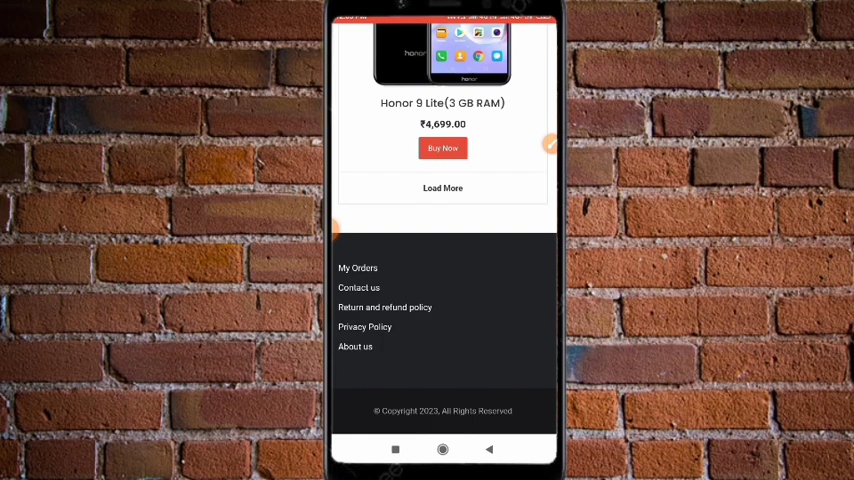 honor
honor
Honor 9 Lite(3 GB RAM)
₹4,699.00
Buy Now
Load More
My Orders
Contact us
Return and refund policy
Privacy Policy
About us
© Copyright 2023, All Rights Reserved